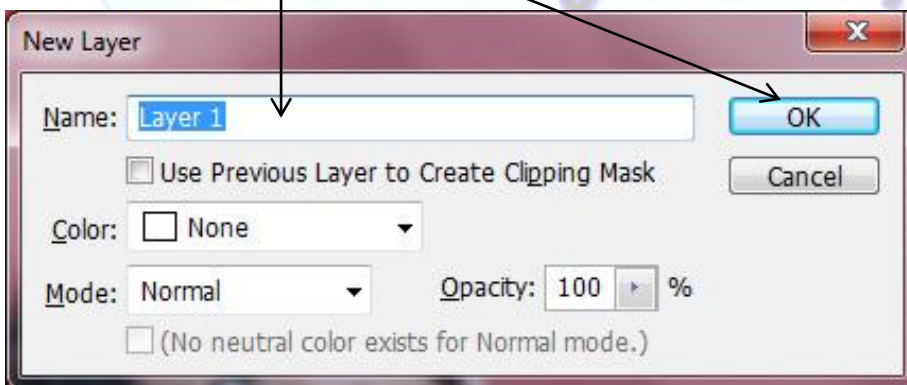 New Layer
Name: Layer 1
OK
Use Previous Layer to Create Clipping Mask
Cancel
Color: None
Mode: Normal Opacity: 100 %
(No neutral color exists for Normal mode.)